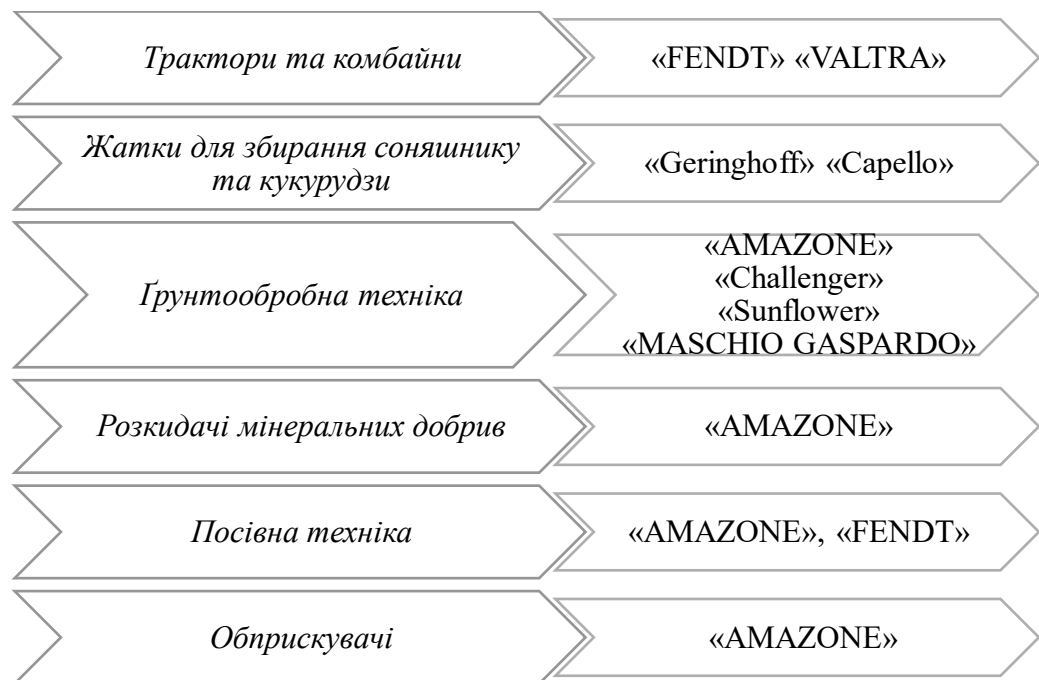 Трактори та комбайни
«FENDT» «VALTRA»
Жатки для збирання соняшнику
та кукурудзи
«Geringhoff» «Capello»
Ґрунтообробна техніка
«AMAZONE»
«Challenger»
«Sunflower»
«MASCHIO GASPARDO»
Розкидачі мінеральних добрив
«AMAZONE»
Посівна техніка
«AMAZONE», «FENDT»
Обприскувачі
«AMAZONE»